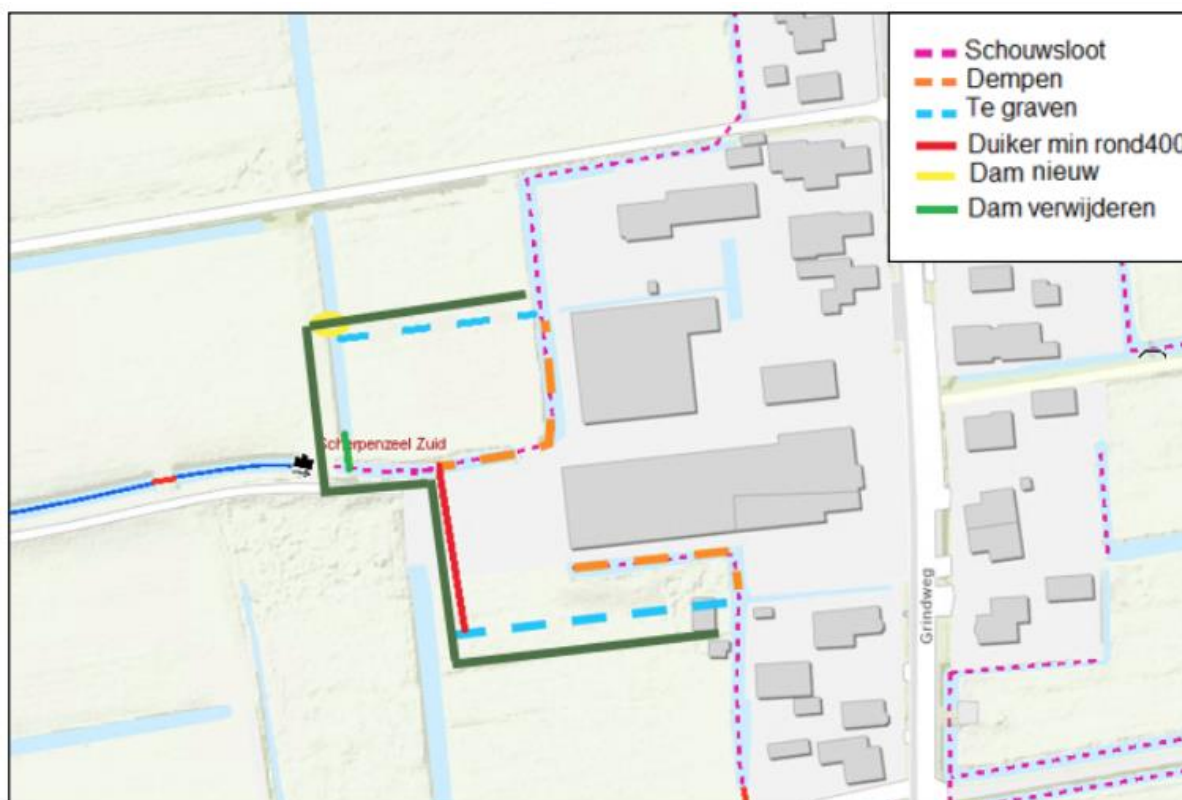 Schouwsloot
Dempen
Te graven
Duiker min rond400
Dam nieuw
Dam verwijderen
Scherpenzeel Zuid
Grindweg